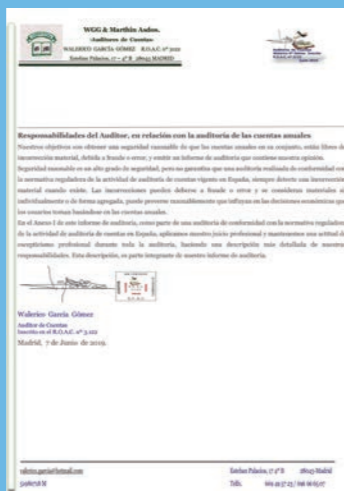 WGG & Marthin Asdos.
-Auditores de Cuentas-
WALERICO GARCÍA GÓMEZ R.O.A.C. nº
Esteban Palacios, 17 – 4º B 28043 MADRID
Responsabilidades del Auditor, en relación con la auditoría de las cuentas anuales
Nuestros objetivos son obtener una seguridad razonable de que las cuentas anuales en su conjunto, están libres de
incorrección material, debida a fraude o error, y emitir un informe de auditoría que contiene nuestra opinión.
Seguridad razonable es un alto grado de seguridad, pero no garantiza que una auditoría realizada de conformidad con
la normativa reguladora de la actividad de auditoría de cuentas vigente en España, siempre detecte una incorrección
material cuando existe. Las incorrecciones pueden deberse a fraude o error y se consideran materiales si,
individualmente o de forma agregada, puede preverse razonablemente que influyan en las decisiones económicas que
los usuarios toman basándose en las cuentas anuales.
En el Anexo I de este informe de auditoría, como parte de una auditoría de conformidad con la normativa reguladora
de la actividad de auditoría de cuentas en España, aplicamos nuestro juicio profesional y mantenemos una actitud de
escepticismo profesional durante toda la auditoría, haciendo una descripción más detallada de nuestras
responsabilidades. Esta descripción, es parte integrante de nuestro informe de auditoría.
Walerico García Gómez
Auditor de Cuentas
Inscrito en el R.O.A.C. nº
Madrid, 7 de Junio de 2019.
Esteban Palacios, 17 4º B 28043-Madrid
Telfs.